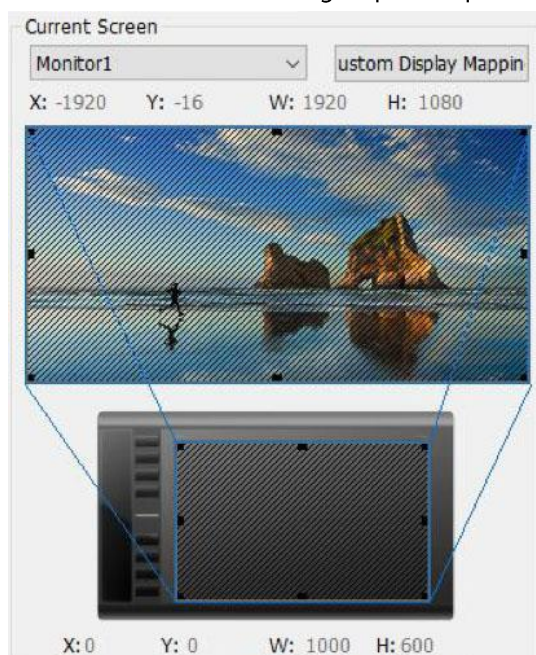 Current Screen
Monitor1
ustom Display Mappin
X: -1920 Y: -16 W: 1920 H: 1080
X: 0 Y: 0 W: 1000 H: 600